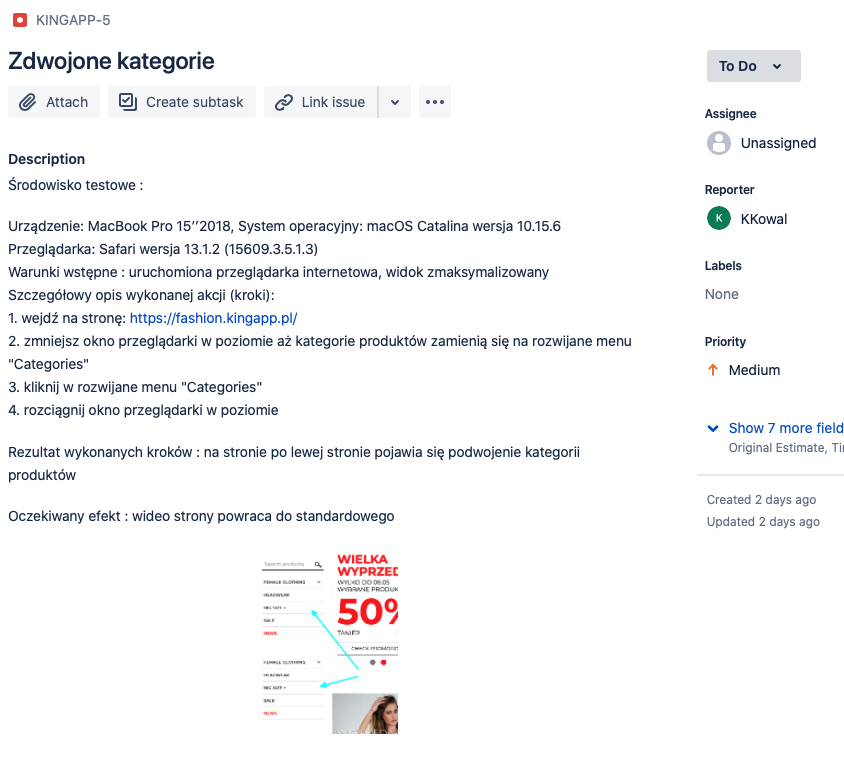 KINGAPP-5
Zdwojone kategorie
To Do
Attach
Create subtask
Link issue
Assignee
Unassigned
Description
Środowisko testowe :
Reporter
K
KKowal
Urządzenie: MacBook Pro 15’’2018, System operacyjny: macOS Catalina wersja 10.15.6
Przeglądarka: Safari wersja 13.1.2 (15609.3.5.1.3)
Warunki wstępne : uruchomiona przeglądarka internetowa, widok zmaksymalizowany
Szczegółowy opis wykonanej akcji (kroki):
1. wejdź na stronę: https://fashion.kingapp.pl/
2. zmniejsz okno przeglądarki w poziomie aż kategorie produktów zamienią się na rozwijane menu
"Categories"
3. kliknij w rozwijane menu "Categories"
4. rozciągnij okno przeglądarki w poziomie
Labels
None
Priority
Medium
Show 7 more field
Original Estimate, Ti
Rezultat wykonanych kroków : na stronie po lewej stronie pojawia się podwojenie kategorii
produktów
Created 2 days ago
Updated 2 days ago
Oczekiwany efekt : wideo strony powraca do standardowego
Search products
FEMALE CLOTHING
HEADWEAR
BIG SIZE +
SALE
NEWS
WIELKA
WYPRZED
WYLKO DO 06.05
WYBRANE PRODUK
50%
TANIEJ!
CHECK PROMOTIO
FEMALE CLOTHING
HEADWEAR
BIG SIZE +
SALE
NEWS